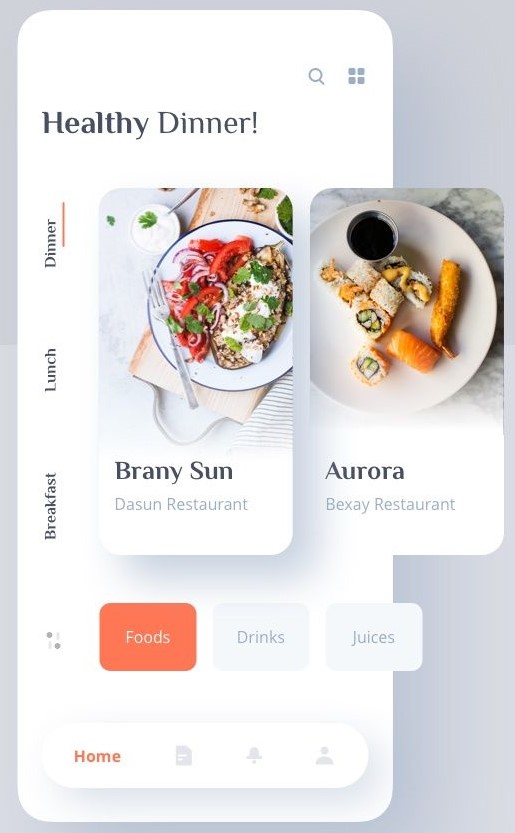 Healthy Dinner!
Dinner
Lunch
Breakfast
Brany Sun
Dasun Restaurant
Aurora
Bexay Restaurant
Foods
Drinks
Juices
Home